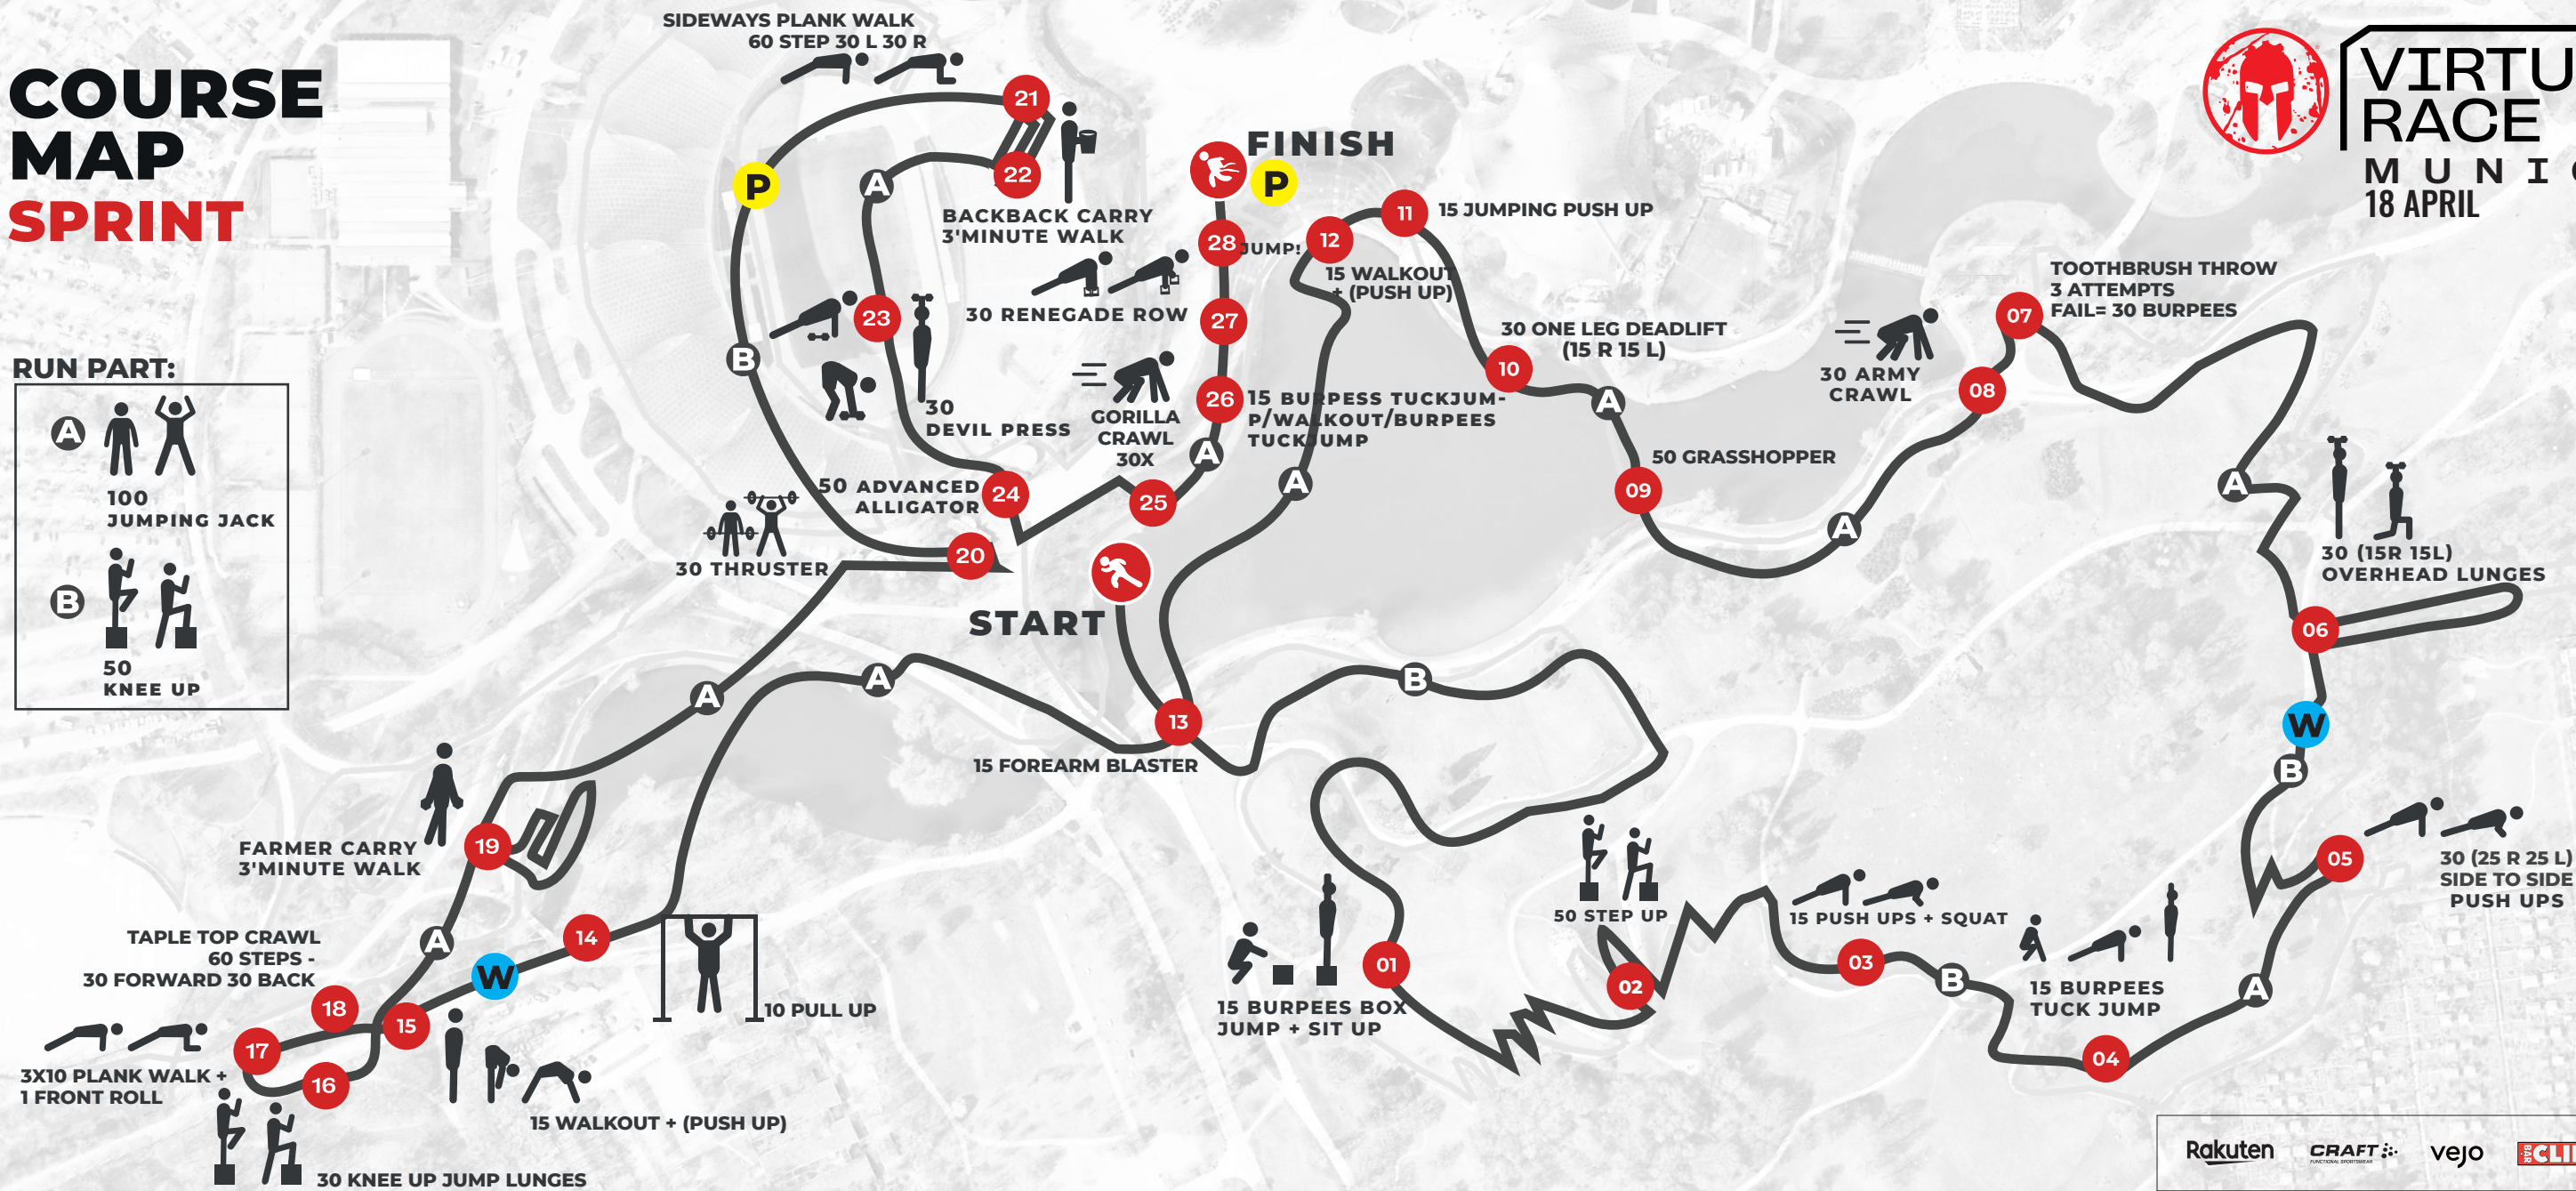 COURSE
MAP
SPRINT
RUN PART:
A
100
JUMPING JACK
B
50
KNEE UP
SIDEWAYS PLANK WALK
60 STEP 30 L 30 R
21
22
P
A
B
BACKBACK CARRY
3'MINUTE WALK
FINISH
P
28
JUMP!
27
26
30 RENEGADE ROW
23
30
DEVIL PRESS
GORILLA
CRAWL
30X
15 BURPESS TUCKJUM-
P/WALKOUT/BURPEES
TUCKJUMP
A
A
50 ADVANCED
ALLIGATOR
24
25
20
30 THRUSTER
START
12
11
15 JUMPING PUSH UP
15 WALKOUT
+ (PUSH UP)
30 ONE LEG DEADLIFT
(15 R 15 L)
10
A
50 GRASSHOPPER
09
A
30 ARMY
CRAWL
08
07
TOOTHBRUSH THROW
3 ATTEMPTS
FAIL= 30 BURPEES
VIRTU
RACE
MUNI
18 APRIL
A
30 (15R 15L)
OVERHEAD LUNGES
06
W
B
05
30 (25 R 25 L)
SIDE TO SIDE
PUSH UPS
A
A
B
13
15 FOREARM BLASTER
A
19
FARMER CARRY
3'MINUTE WALK
A
TAPLE TOP CRAWL
60 STEPS -
30 FORWARD 30 BACK
18
17
16
15
W
14
10 PULL UP
3X10 PLANK WALK +
1 FRONT ROLL
15 WALKOUT + (PUSH UP)
30 KNEE UP JUMP LUNGES
01
15 BURPEES BOX
JUMP + SIT UP
50 STEP UP
02
15 PUSH UPS + SQUAT
03
B
15 BURPEES
TUCK JUMP
04
A
Rakuten
CRAFT
FUNCTIONAL SPORTSWEAR
vejo
BAR
CLI